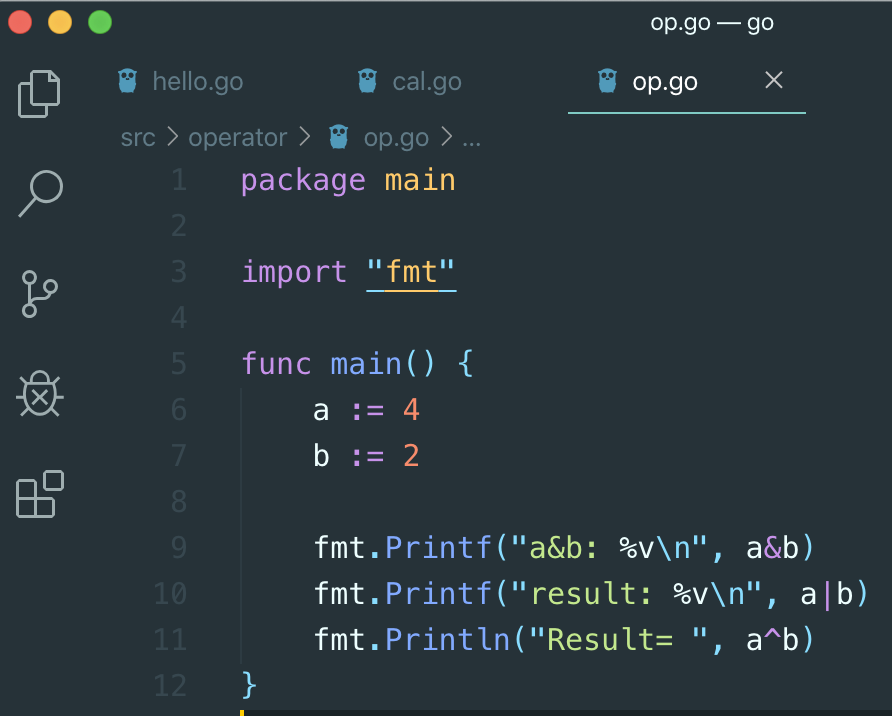 op.go — go
hello.go cal.go op.go
src > operator > op.go > ...
1 package main
2
3 import "fmt"
4
5 func main() {
6     a := 4
7     b := 2
8
9     fmt.Printf("a&b: %v\n", a&b)
10     fmt.Printf("result: %v\n", a|b)
11     fmt.Println("Result= ", a^b)
12 }